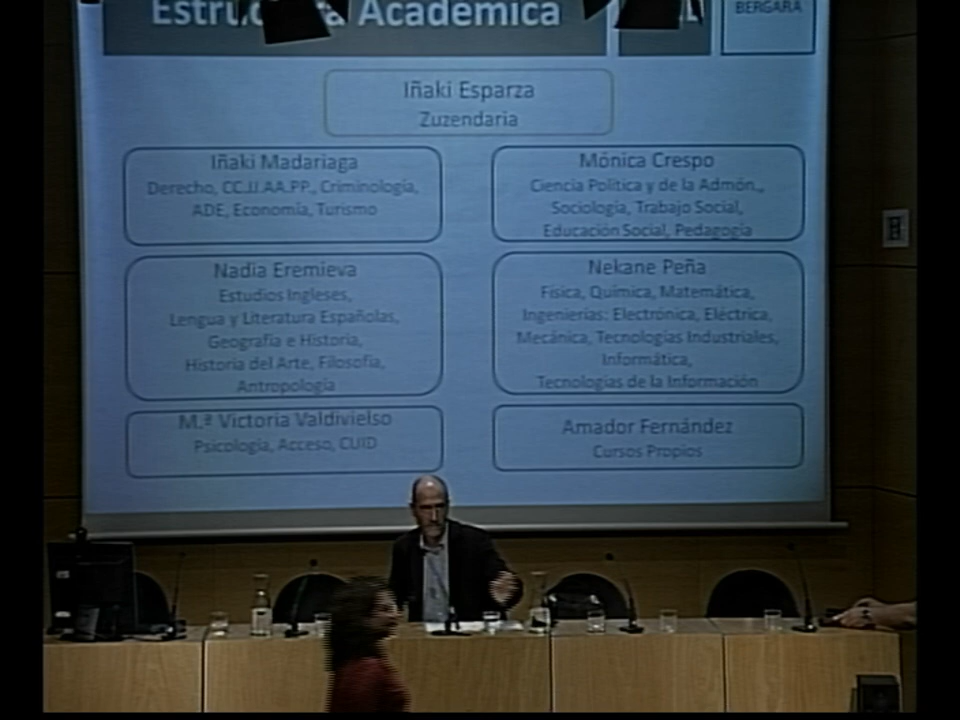 Académica
BERGARA
Iñaki Esparza
Zuzendaria
Iñaki Madariaga
Derecho, CC.JJ.AA.PP., Criminología,
ADE, Economía, Turismo
Mónica Crespo
Ciencia Política y de la Admón.,
Sociología, Trabajo Social,
Educación Social, Pedagogía
Nadia Eremieva
Estudios Ingleses,
Lengua y Literatura Españolas,
Geografía e Historia,
Historia del Arte, Filosofía,
Antropología
Nekane Peña
Física, Química, Matemática,
Ingenierías: Electrónica, Eléctrica,
Mecánica, Tecnologías Industriales,
Informática,
Tecnologías de la Información
M.ª Victoria Valdivielso
Psicología, Acceso, CUID
Amador Fernández
Cursos Propios